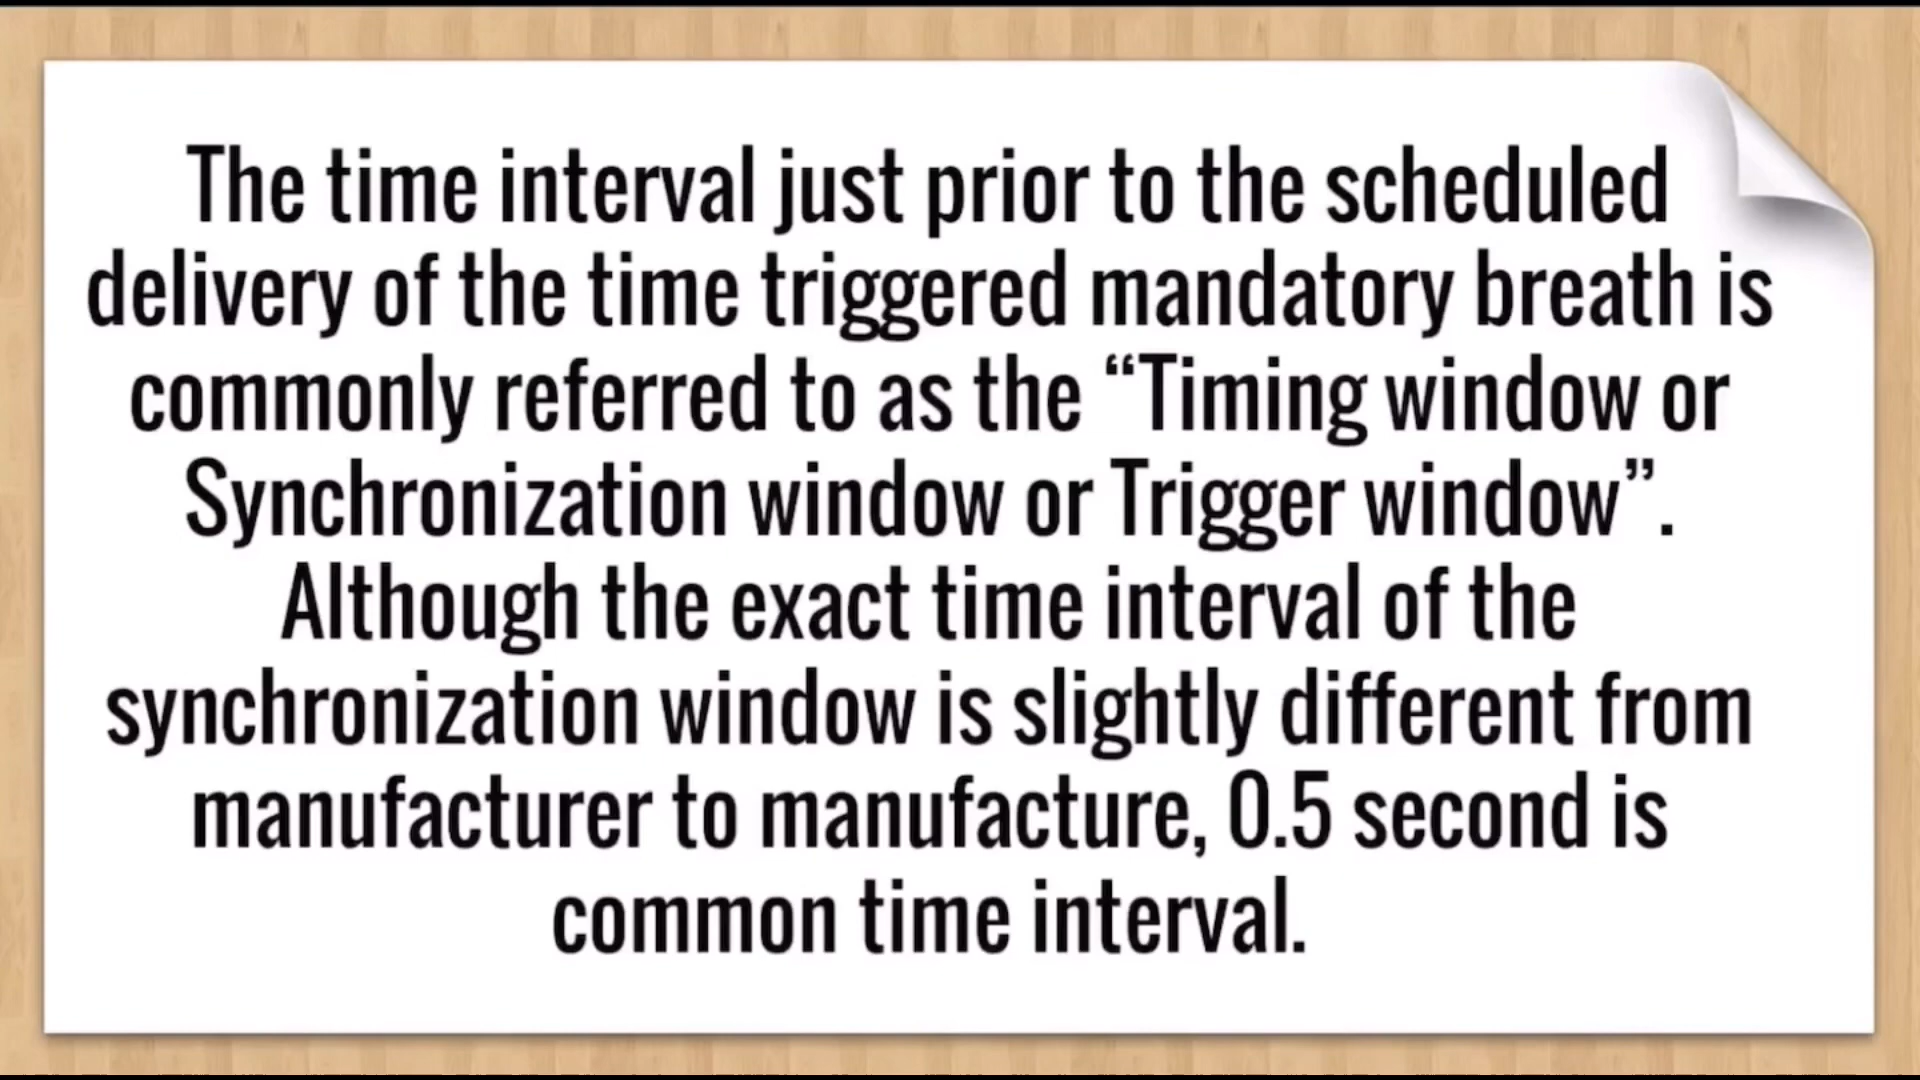 The time interval just prior to the scheduled
delivery of the time triggered mandatory breath is
commonly referred to as the “Timing window or
Synchronization window or Trigger window”.
Although the exact time interval of the
synchronization window is slightly different from
manufacturer to manufacture, 0.5 second is
common time interval.